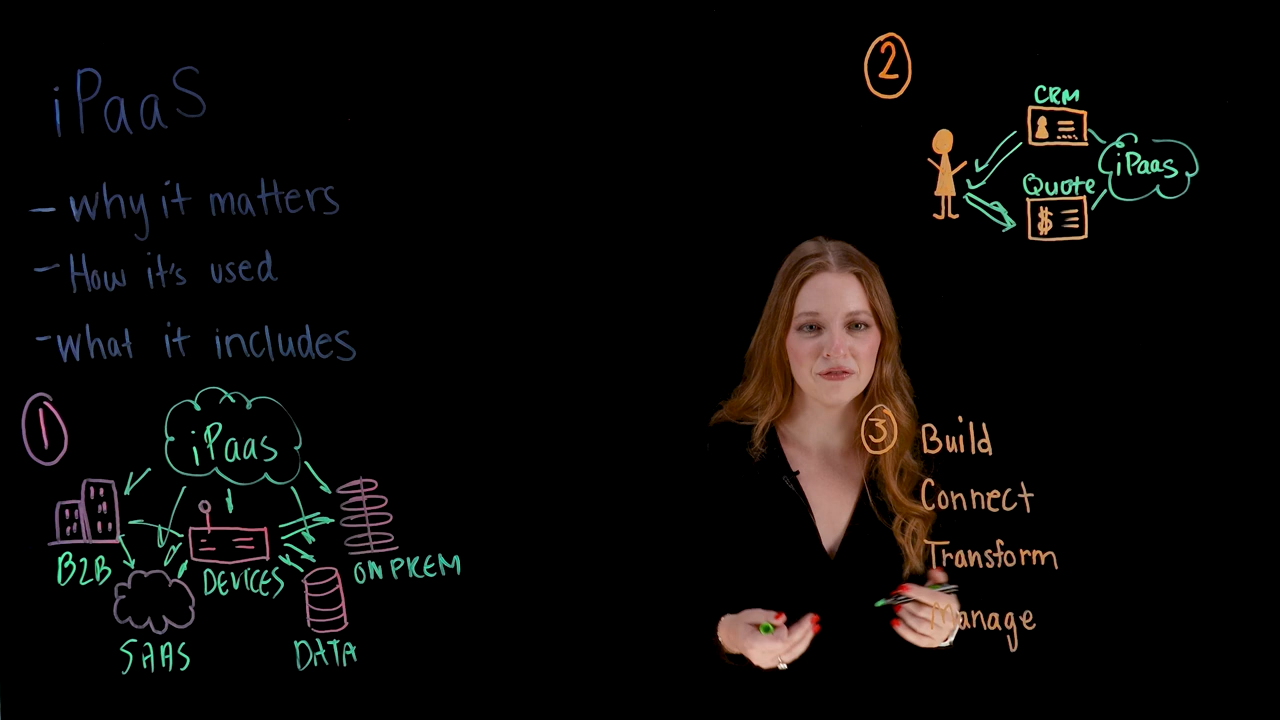 iPaaS
- Why it matters
- How it's used
- what it includes
1
iPaas
B2B
DEVICES
ON PREM
SAAS
DATA
2
CRM
iPaas
Quote
$
3
Build
Connect
Transform
Manage